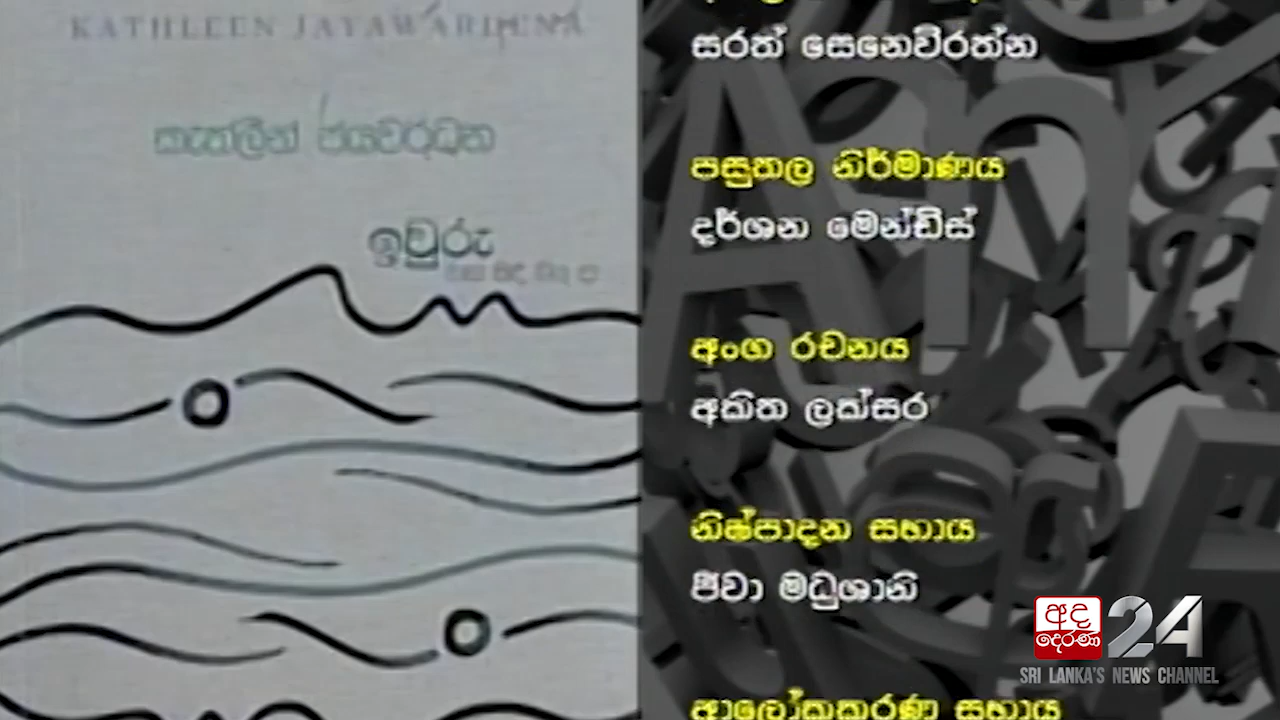 KATHLEEN JAYAWARDENA
කැතලීන් ජයවර්ධන
ඉවුරු
සරත් සෙනෙවිරත්න
පසුතල නිර්මාණය
දර්ශන මෙන්ඩිස්
අංග රචනය
අකිත ලක්සර
නිෂ්පාදන සහාය
ජීවා මධුශානි
ආලෝකකරණ සහාය
අද
දෙරණ
24
SRI LANKA'S NEWS CHANNEL